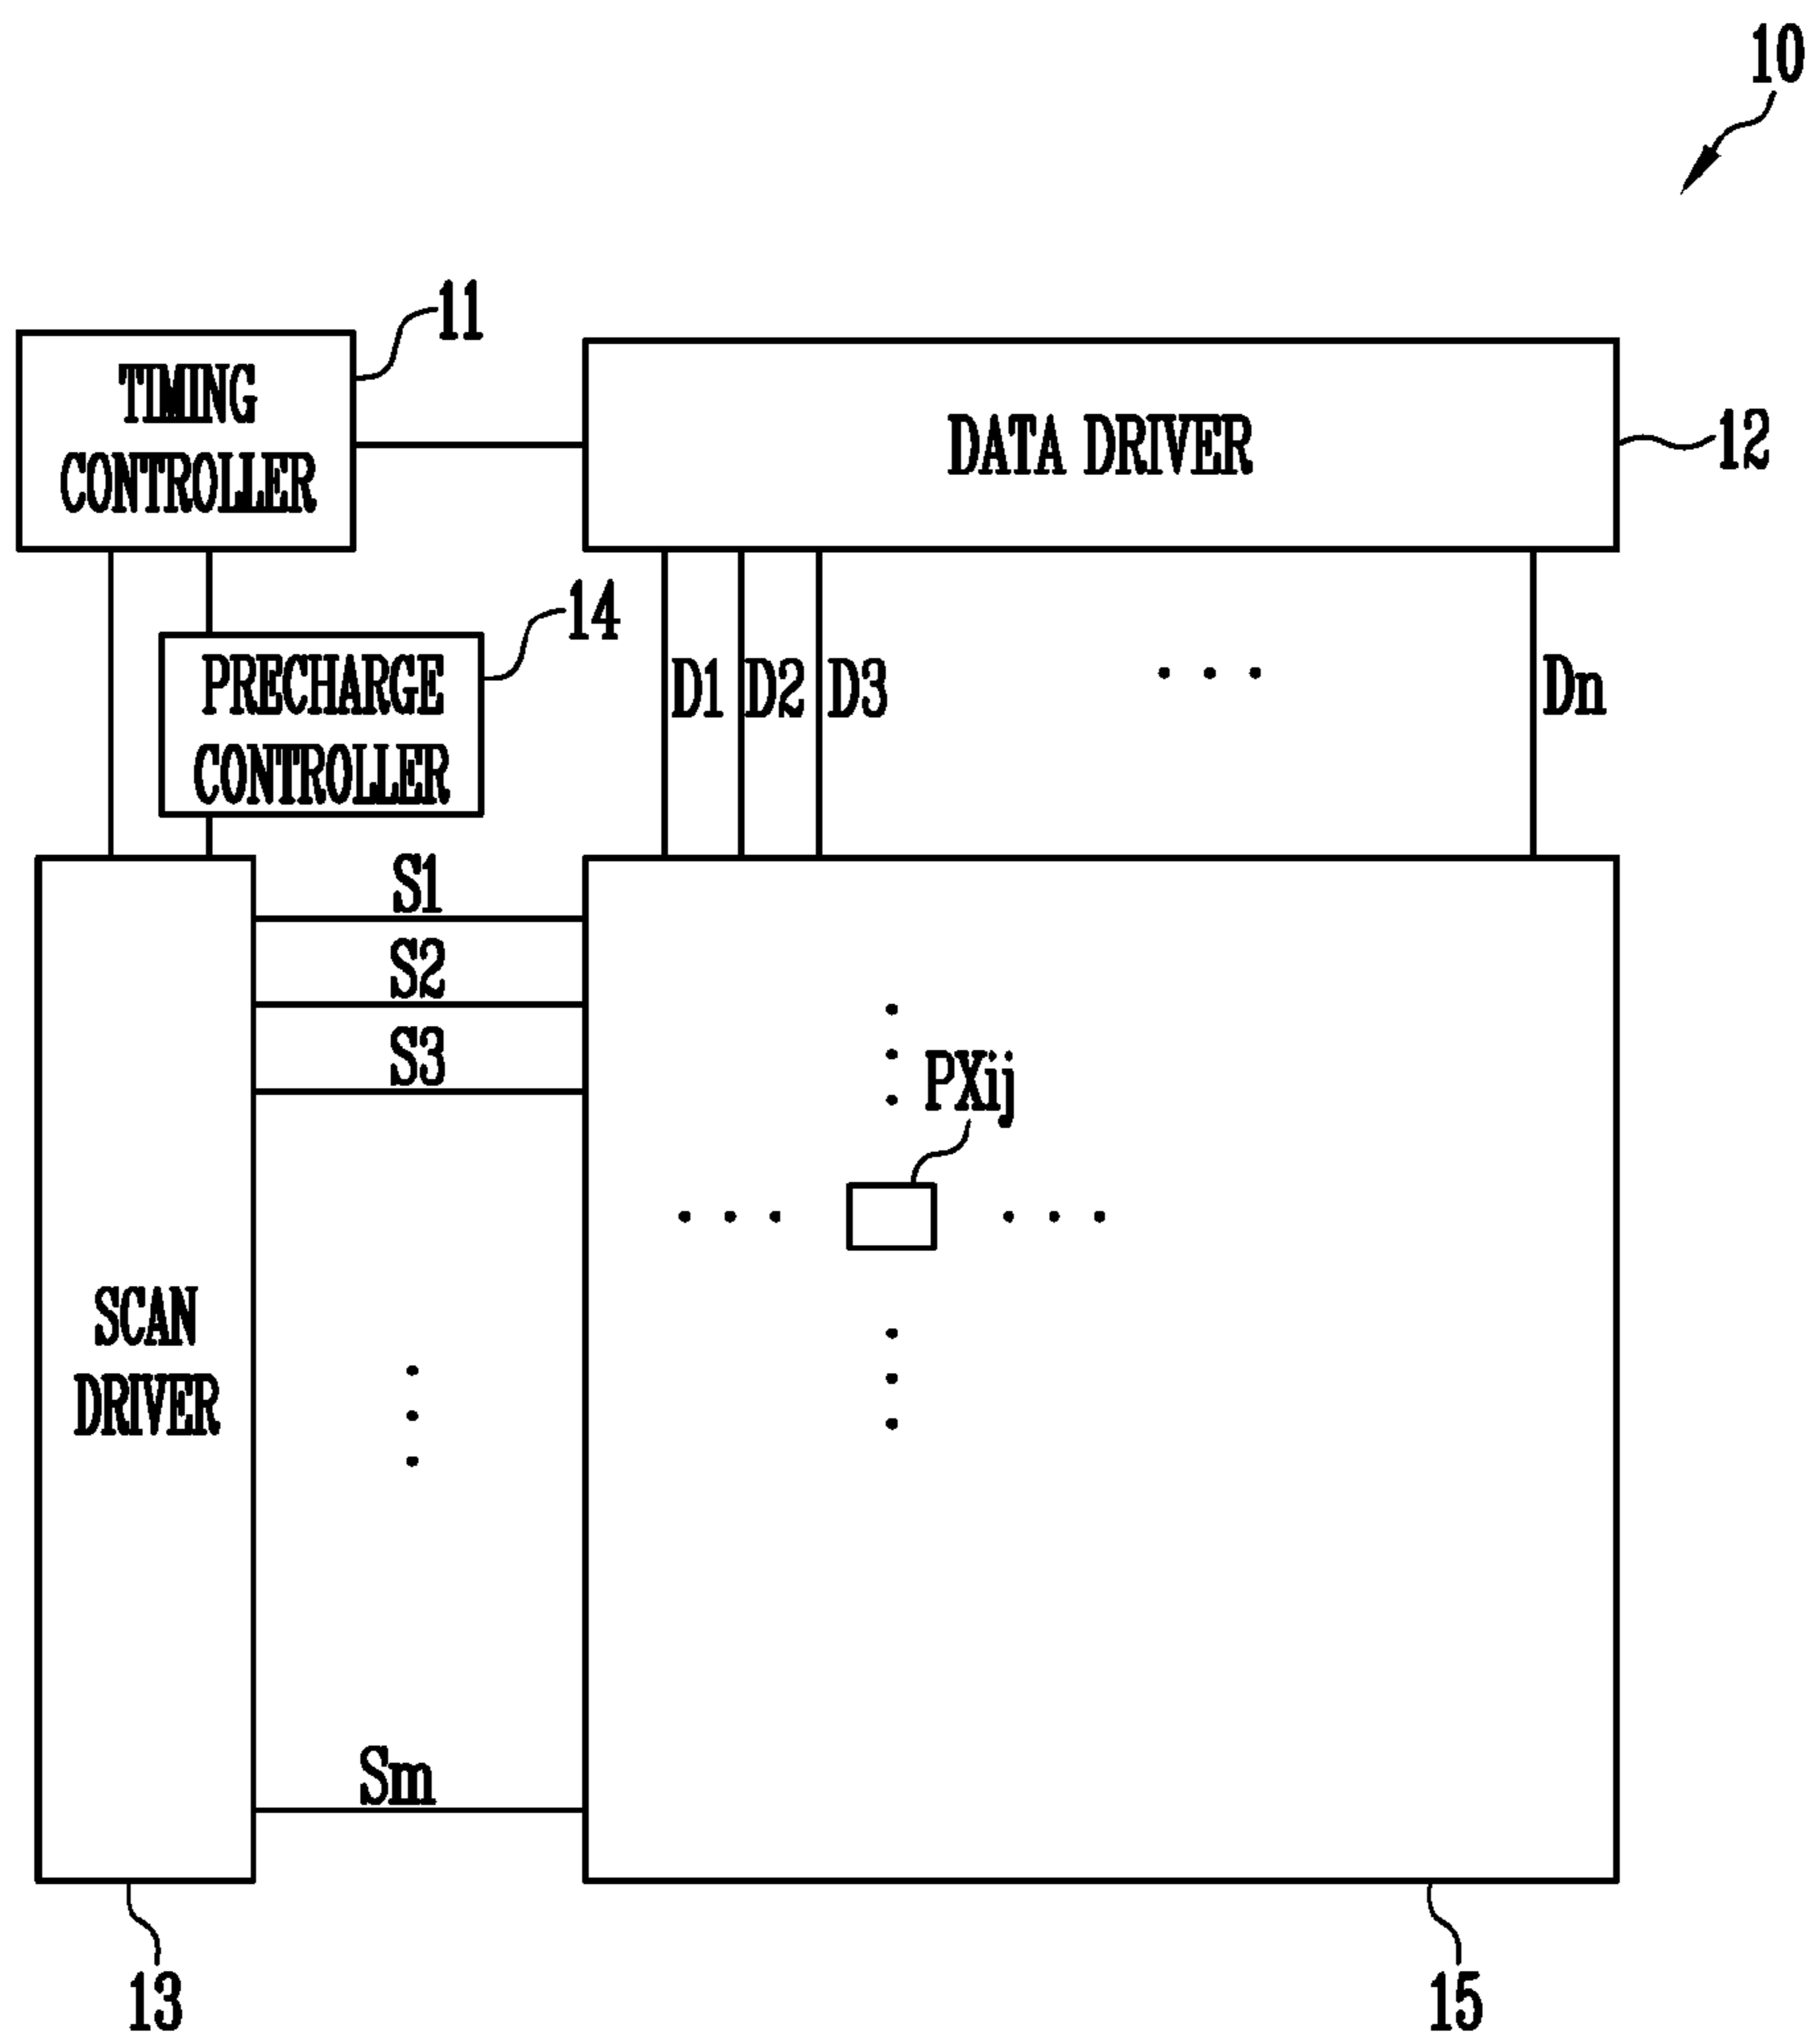 10
11
TIMING
CONTROLLER
DATA DRIVER
12
14
PRECHARGE
CONTROLLER
D1 D2 D3 Dn
S1
S2
S3
PXij
SCAN
DRIVER
Sm
13
15